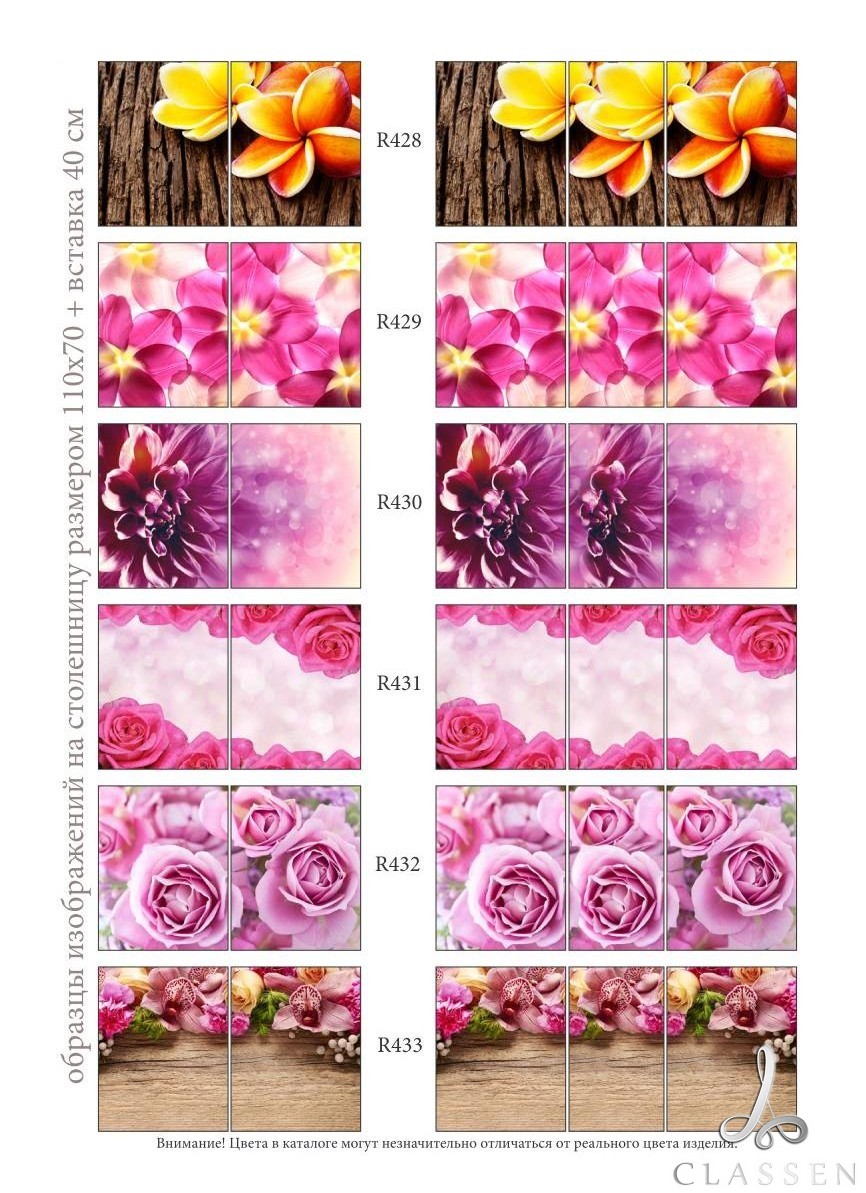 образцы изображений на столешницу размером 110х70 + вставка 40 см
R428
R429
R430
R431
R432
R433
Внимание! Цвета в каталоге могут незначительно отличаться от реального цвета изделия.
CLASSEN